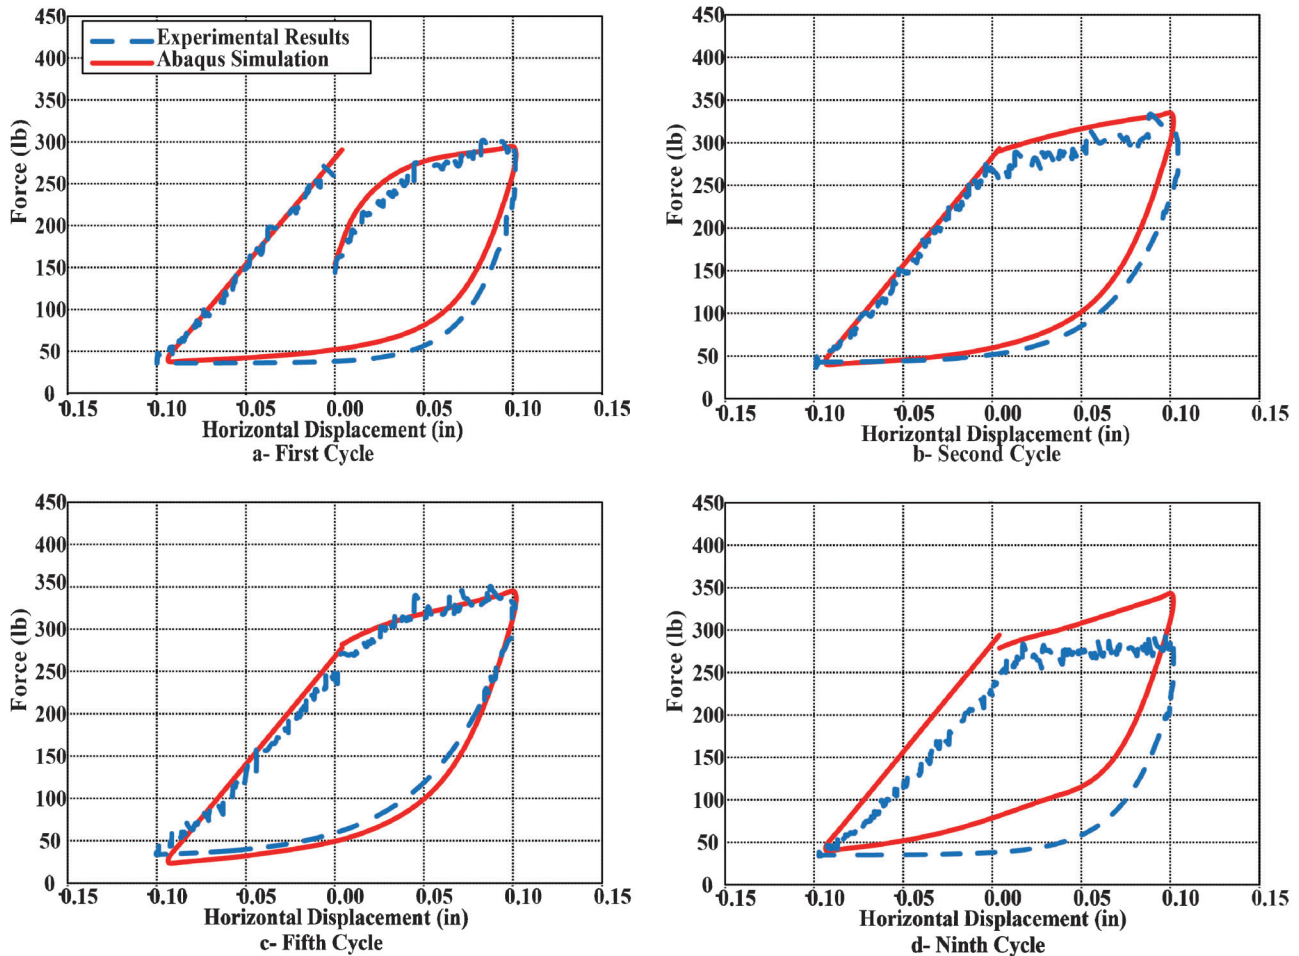 450
400
350
300
250
200
150
100
50
0
Force (lb)
Experimental Results
Abaqus Simulation
-0.15 -0.10 -0.05 0.00 0.05 0.10 0.15
Horizontal Displacement (in)
a- First Cycle
450
400
350
300
250
200
150
100
50
0
Force (lb)
-0.15 -0.10 -0.05 0.00 0.05 0.10 0.15
Horizontal Displacement (in)
b- Second Cycle
450
400
350
300
250
200
150
100
50
0
Force (lb)
-0.15 -0.10 -0.05 0.00 0.05 0.10 0.15
Horizontal Displacement (in)
c- Fifth Cycle
450
400
350
300
250
200
150
100
50
0
Force (lb)
-0.15 -0.10 -0.05 0.00 0.05 0.10 0.15
Horizontal Displacement (in)
d- Ninth Cycle